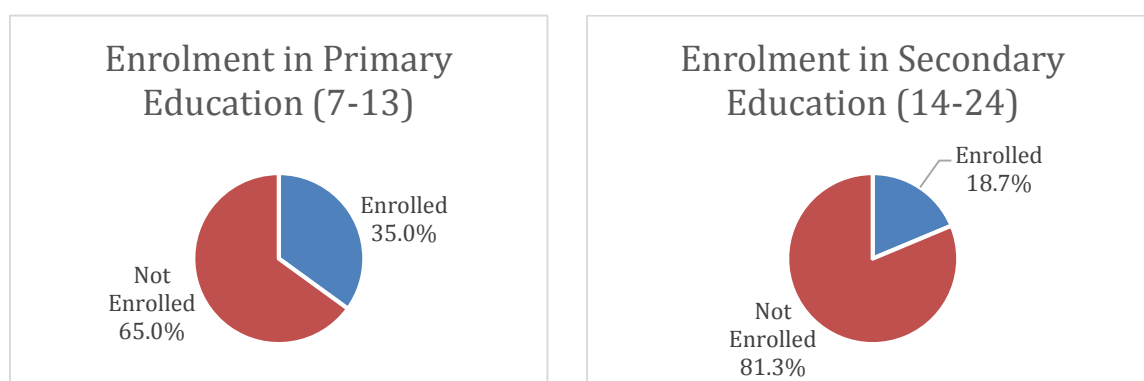 Enrolment in Primary
Education (7-13)
Enrolled
35.0%
Not
Enrolled
65.0%
Enrolment in Secondary
Education (14-24)
Enrolled
18.7%
Not
Enrolled
81.3%